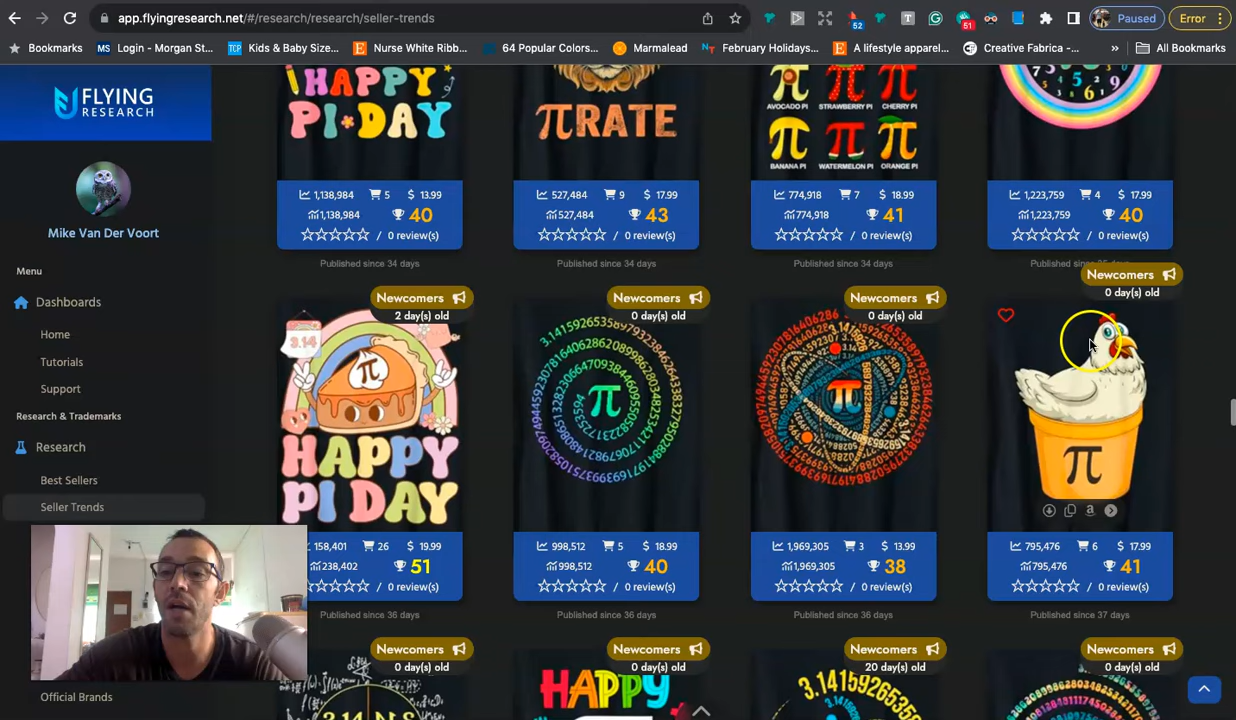 app.flyingresearch.net/#/research/research/seller-trends
52
51
Paused
Error
Bookmarks
Login - Morgan St...
Kids & Baby Size...
Nurse White Ribb...
64 Popular Colors...
Marmalead
February Holidays...
A lifestyle apparel...
Creative Fabrica -...
»
All Bookmarks
FLYING
RESEARCH
Mike Van Der Voort
Menu
Dashboards
Home
Tutorials
Support
Research & Trademarks
Research
Best Sellers
Seller Trends
Official Brands
HAPPY
PI DAY
πRATE
AVOCADO PI STRAWBERRY PI CHERRY PI
BANANA PI WATERMELON PI ORANGE PI
1,138,984 5 $ 13.99
1,138,984 40
/ 0 review(s)
Published since 34 days
527,484 9 $ 17.99
527,484 43
/ 0 review(s)
Published since 34 days
774,918 7 $ 18.99
774,918 41
/ 0 review(s)
Published since 34 days
1,223,759 4 $ 17.99
1,223,759 40
/ 0 review(s)
Newcomers
2 day(s) old
3.14
HAPPY
PI DAY
158,401 26 $ 19.99
238,402 51
/ 0 review(s)
Published since 36 days
Newcomers
0 day(s) old
π
998,512 5 $ 18.99
998,512 40
/ 0 review(s)
Published since 36 days
Newcomers
0 day(s) old
π
1,969,305 3 $ 13.99
1,969,305 38
/ 0 review(s)
Published since 36 days
Newcomers
0 day(s) old
π
795,476 6 $ 17.99
795,476 41
/ 0 review(s)
Published since 37 days
Newcomers
0 day(s) old
Newcomers
0 day(s) old
HAPPY
Newcomers
20 day(s) old
3.14159265359
Newcomers
0 day(s) old